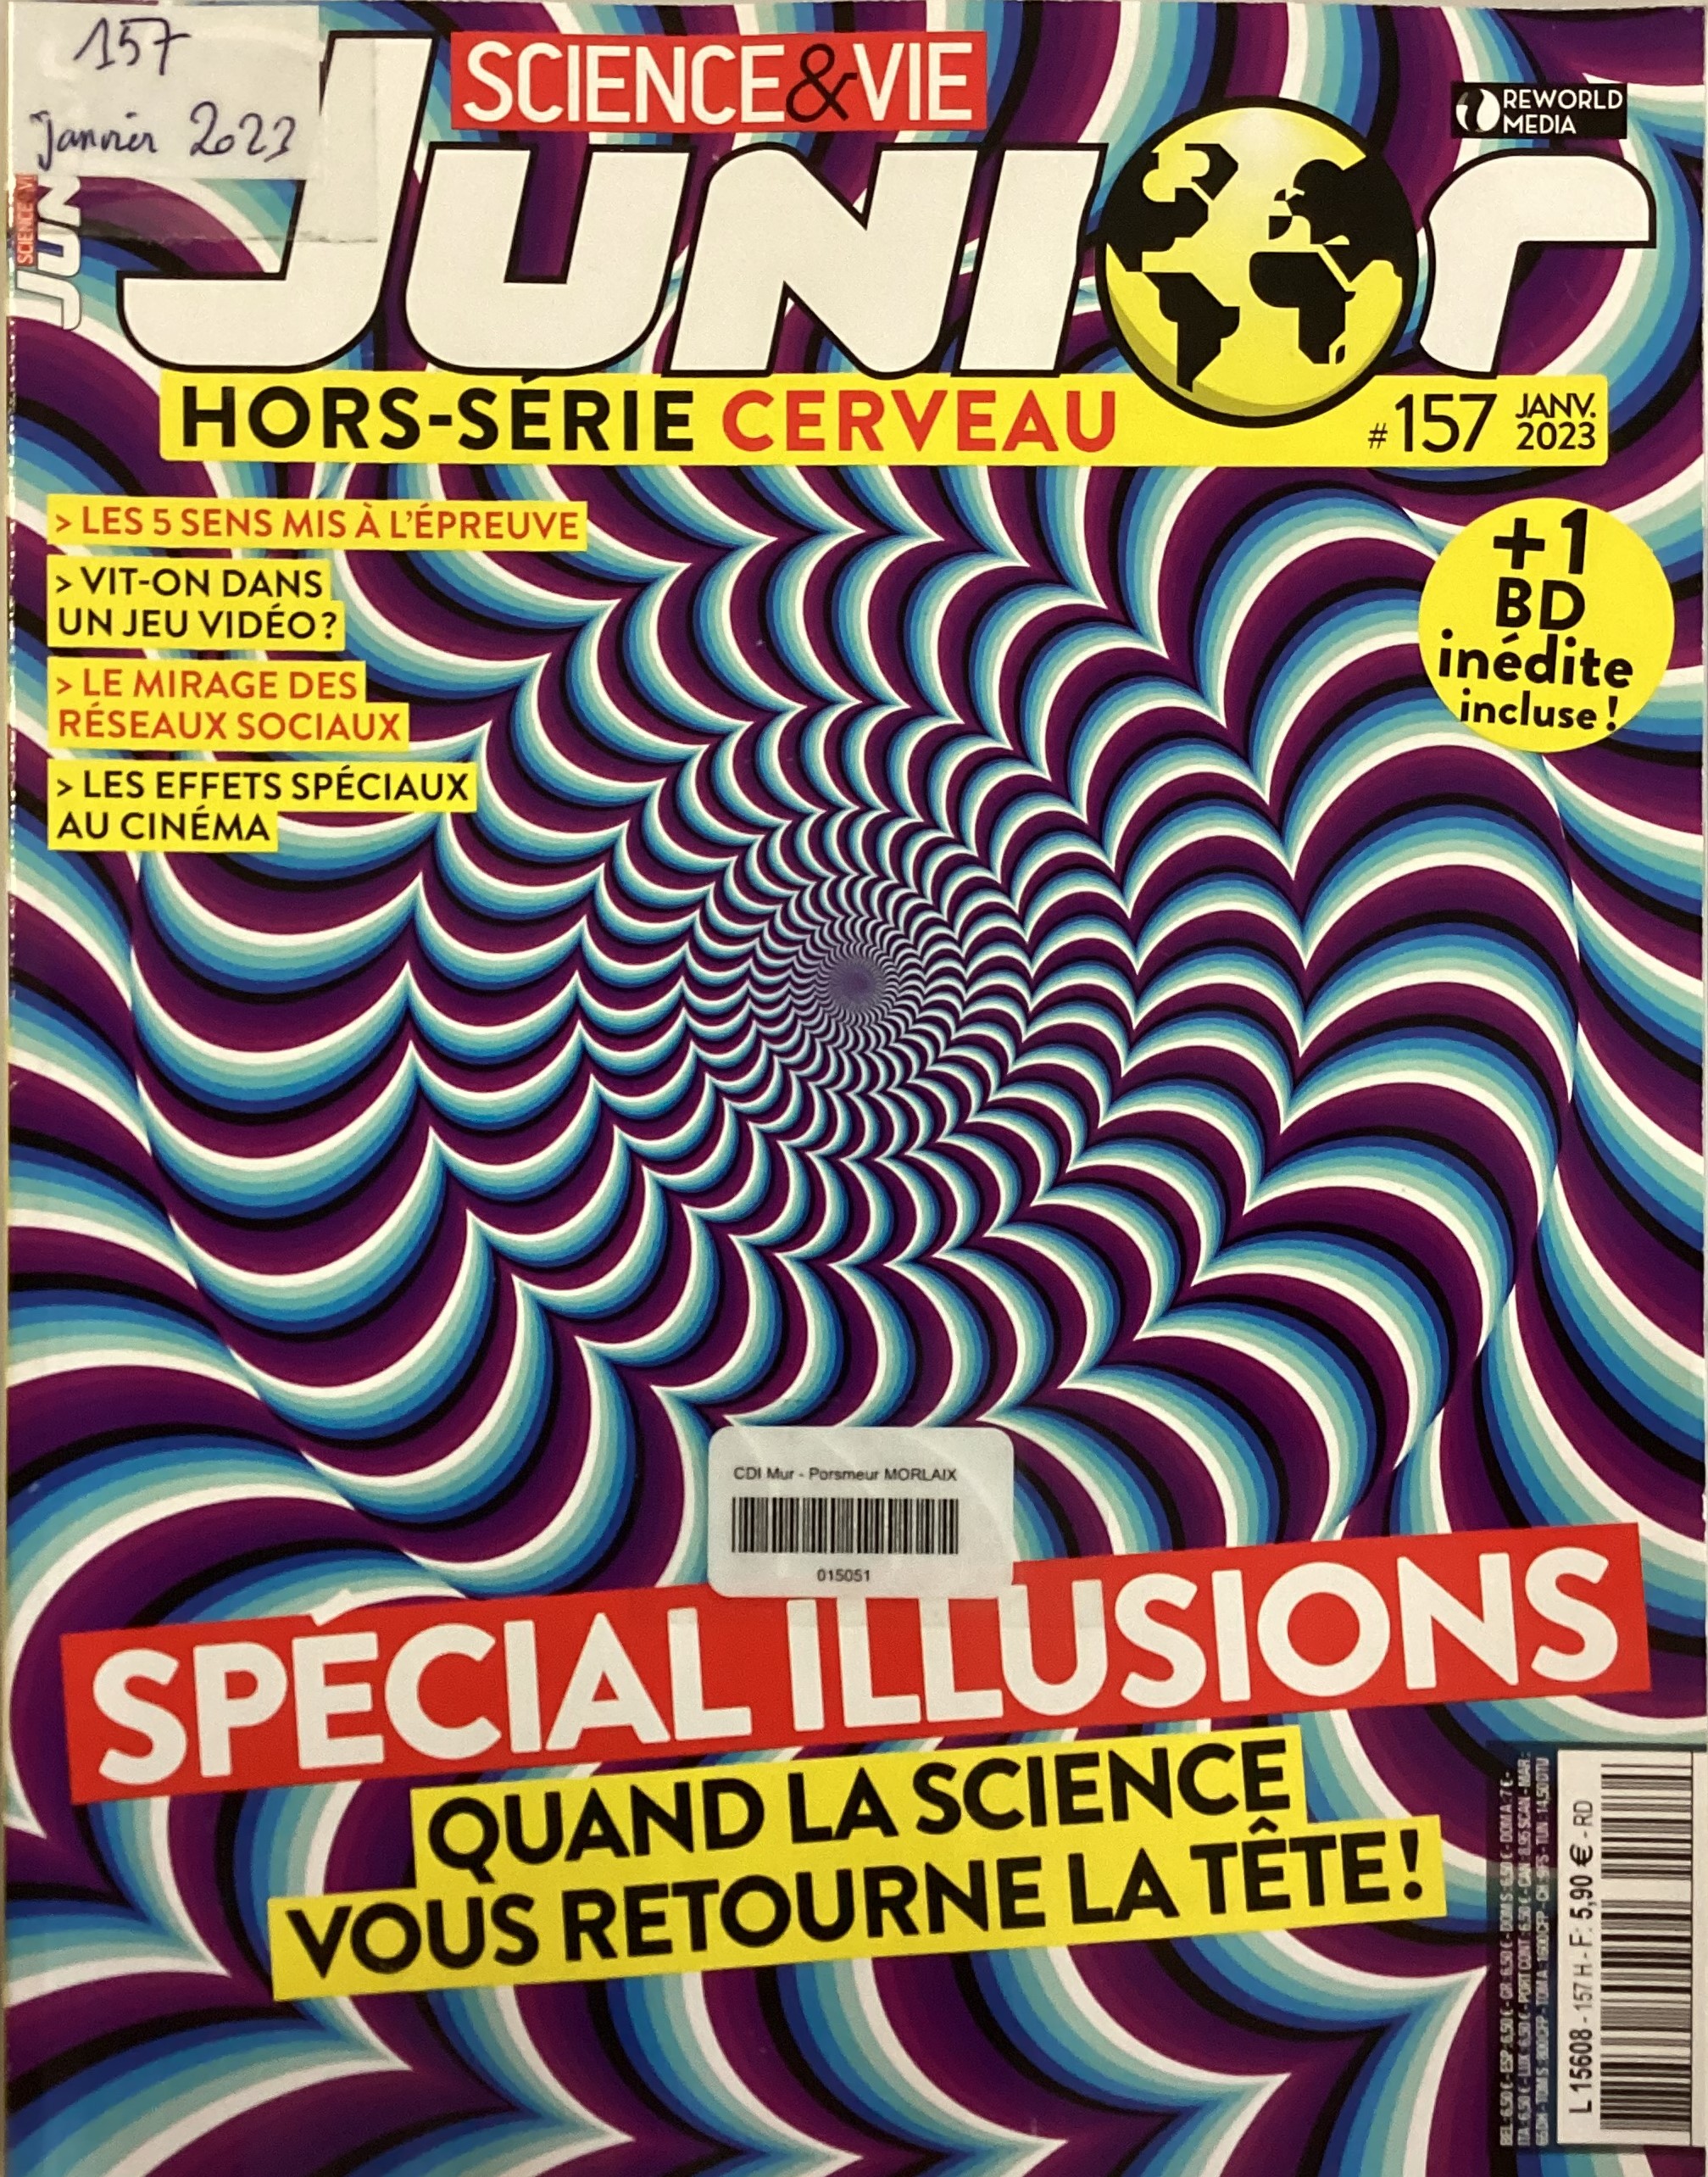 157
Janvier 2023
SCIENCE&VIE
JUNIOR
REWORLD
MEDIA
SCIENCE&VI
JUN
HORS-SÉRIE CERVEAU
#157 JANV.
2023
> LES 5 SENS MIS À L'ÉPREUVE
> VIT-ON DANS
UN JEU VIDÉO ?
> LE MIRAGE DES
RÉSEAUX SOCIAUX
> LES EFFETS SPÉCIAUX
AU CINÉMA
+1
BD
inédite
incluse !
CDI Mur - Porsmeur MORLAIX
015051
SPÉCIAL ILLUSIONS
QUAND LA SCIENCE
VOUS RETOURNE LA TÊTE !
L 15608 - 157 H - F: 5,90 € - RD